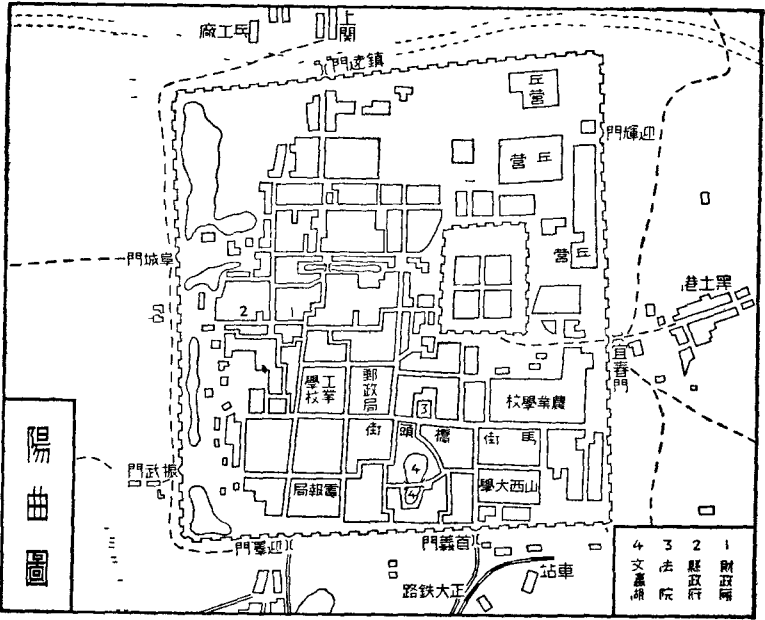 上關
兵工廠
鎮遠門
兵營
迎輝門
兵營
兵營
阜城門
黑土港
2
1
宜春門
工業學校
郵政局
3
農業學校
馬街
橋頭街
4
4
振武門
電報局
山西大學
迎澤門
首義門
車站
正大鉄路
陽曲圖
1 財政廳
2 縣政府
3 法院
4 文瀛湖